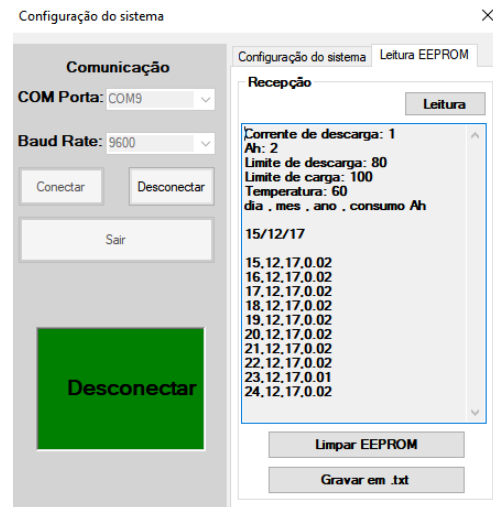 Configuração do sistema
Comunicação
COM Porta: COM9
Baud Rate: 9600
Conectar
Desconectar
Sair
Desconectar
Configuração do sistema
Leitura EEPROM
Recepção
Leitura
Corrente de descarga: 1
Ah: 2
Limite de descarga: 80
Limite de carga: 100
Temperatura: 60
dia , mes , ano , consumo Ah
15/12/17
15,12,17,0.02
16,12,17,0.02
17,12,17,0.02
18,12,17,0.02
19,12,17,0.02
20,12,17,0.02
21,12,17,0.02
22,12,17,0.02
23,12,17,0.01
24,12,17,0.02
Limpar EEPROM
Gravar em .txt